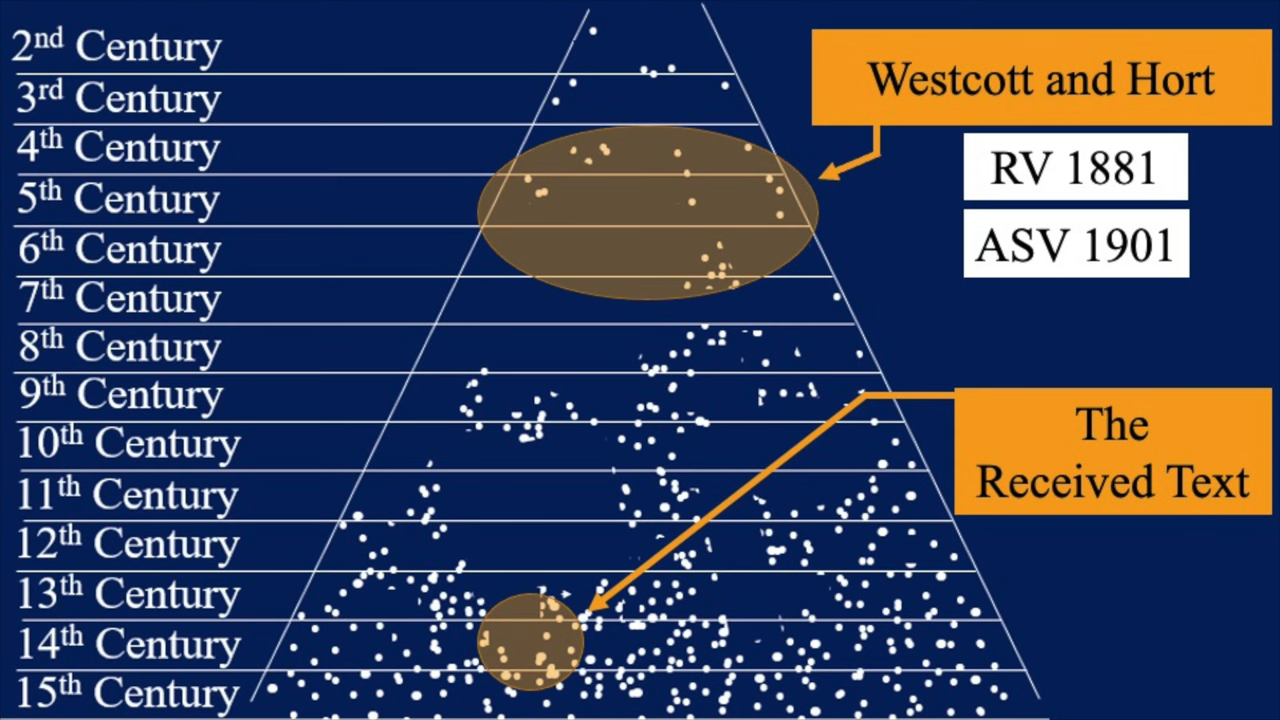 2nd Century
3rd Century
4th Century
5th Century
6th Century
7th Century
8th Century
9th Century
10th Century
11th Century
12th Century
13th Century
14th Century
15th Century
Westcott and Hort
RV 1881
ASV 1901
The
Received Text